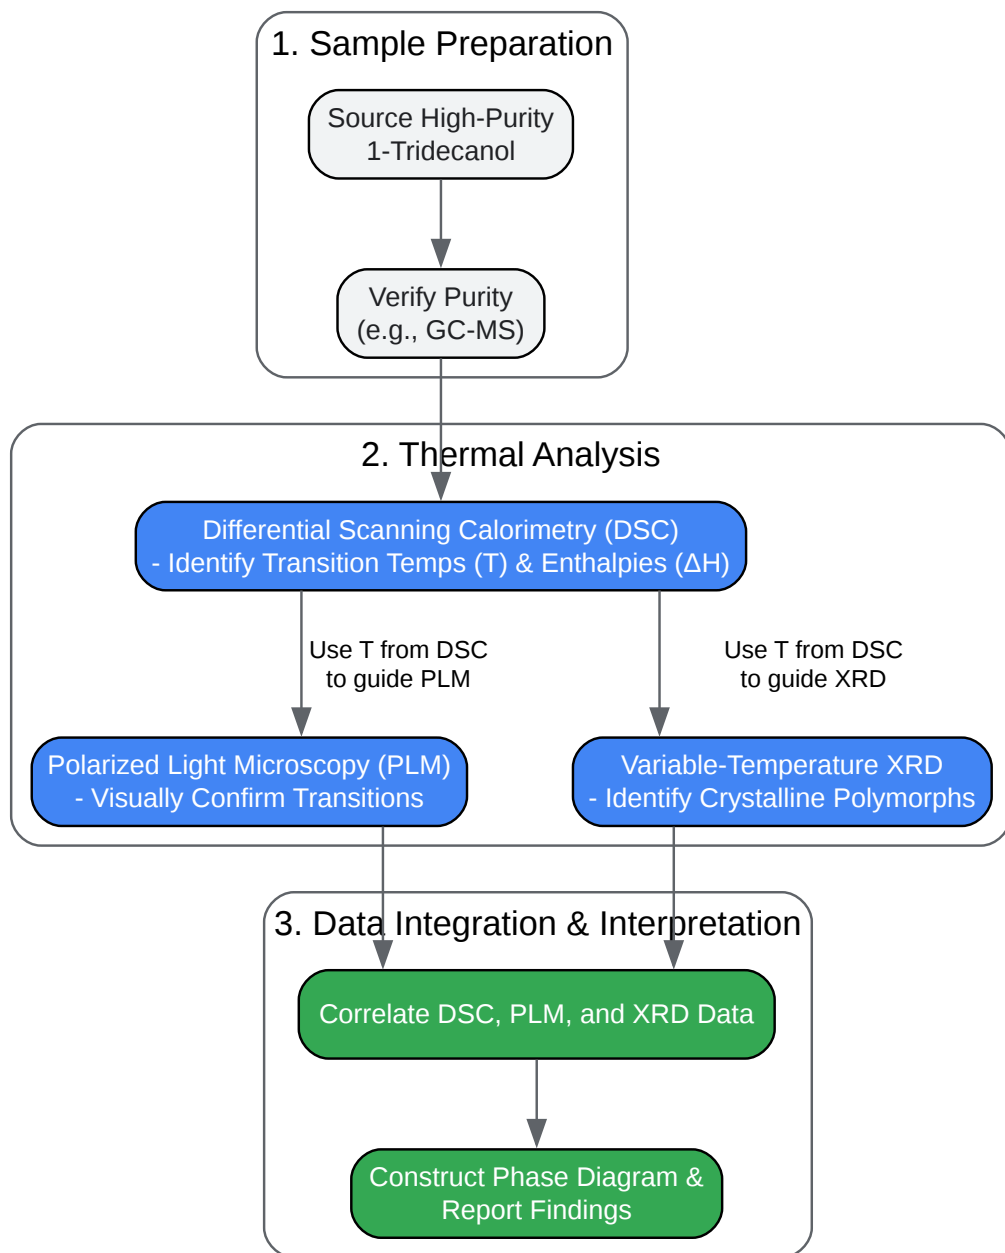 1. Sample Preparation
Source High-Purity
1-Tridecanol
Verify Purity
(e.g., GC-MS)
2. Thermal Analysis
Differential Scanning Calorimetry (DSC)
- Identify Transition Temps (T) & Enthalpies (ΔH)
Use T from DSC
to guide PLM
Use T from DSC
to guide XRD
Polarized Light Microscopy (PLM)
- Visually Confirm Transitions
Variable-Temperature XRD
- Identify Crystalline Polymorphs
3. Data Integration & Interpretation
Correlate DSC, PLM, and XRD Data
Construct Phase Diagram &
Report Findings